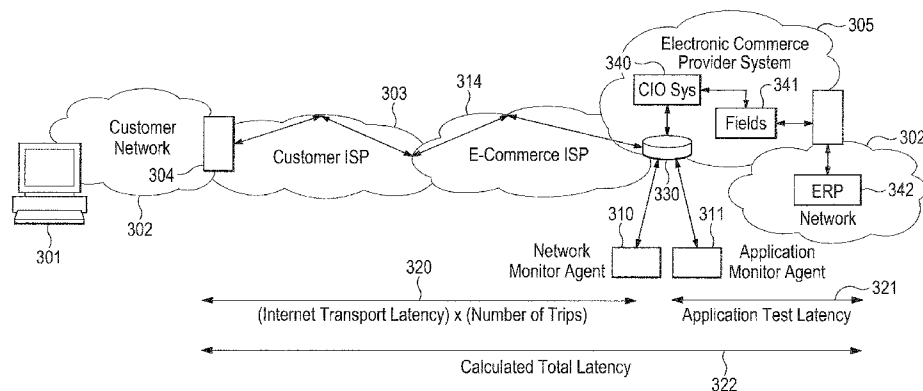 305
Electronic Commerce
Provider System
340
CIO Sys
341
Fields
303
314
Customer
Network
304
Customer ISP
E-Commerce ISP
330
302
ERP
342
Network
301
302
310
311
Network
Monitor Agent
Application
Monitor Agent
320
321
(Internet Transport Latency) x (Number of Trips)
Application Test Latency
Calculated Total Latency
322